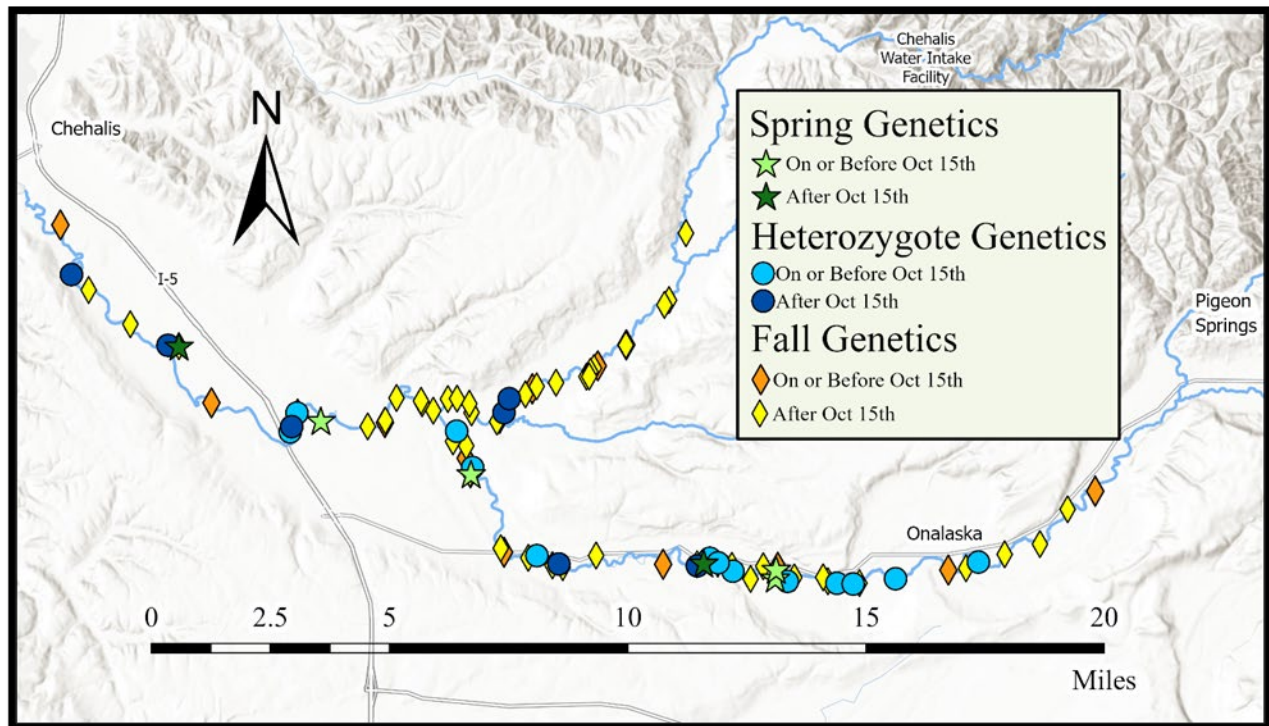 Chehalis
Water Intake
Facility
N
Chehalis
Spring Genetics
On or Before Oct 15th
After Oct 15th
Heterozygote Genetics
On or Before Oct 15th
After Oct 15th
Fall Genetics
On or Before Oct 15th
After Oct 15th
I-5
Pigeon
Springs
Onalaska
0 2.5 5 10 15 20
Miles